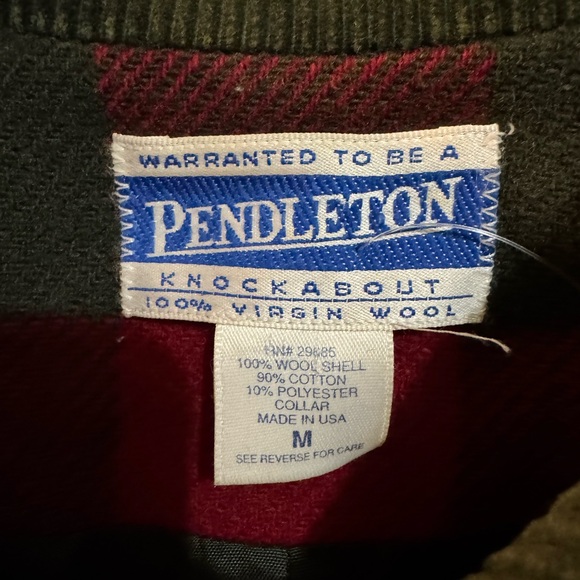 WARRANTED TO BE A
PENDLETON
KNOCKABOUT
100% VIRGIN WOOL
RN# 29685
100% WOOL SHELL
90% COTTON
10% POLYESTER
COLLAR
MADE IN USA
M
SEE REVERSE FOR CARE